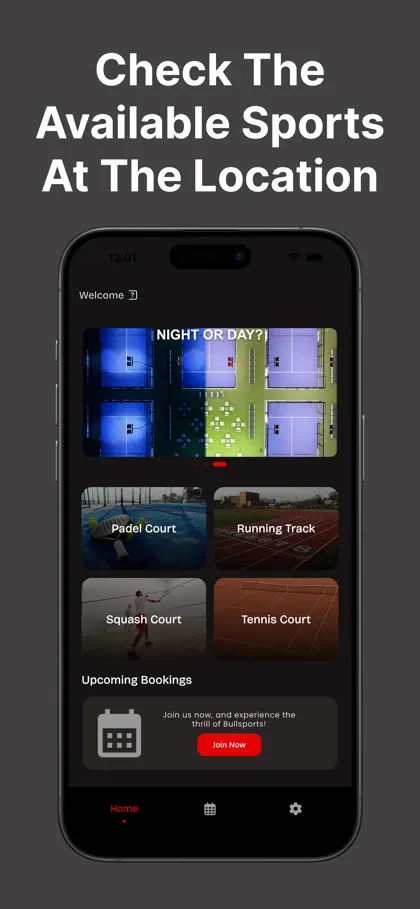 Check The
Available Sports
At The Location
12:01
Welcome ?
NIGHT OR DAY?
Padel Court
Running Track
Squash Court
Tennis Court
Upcoming Bookings
Join us now, and experience the
thrill of Bullsports!
Join Now
Home